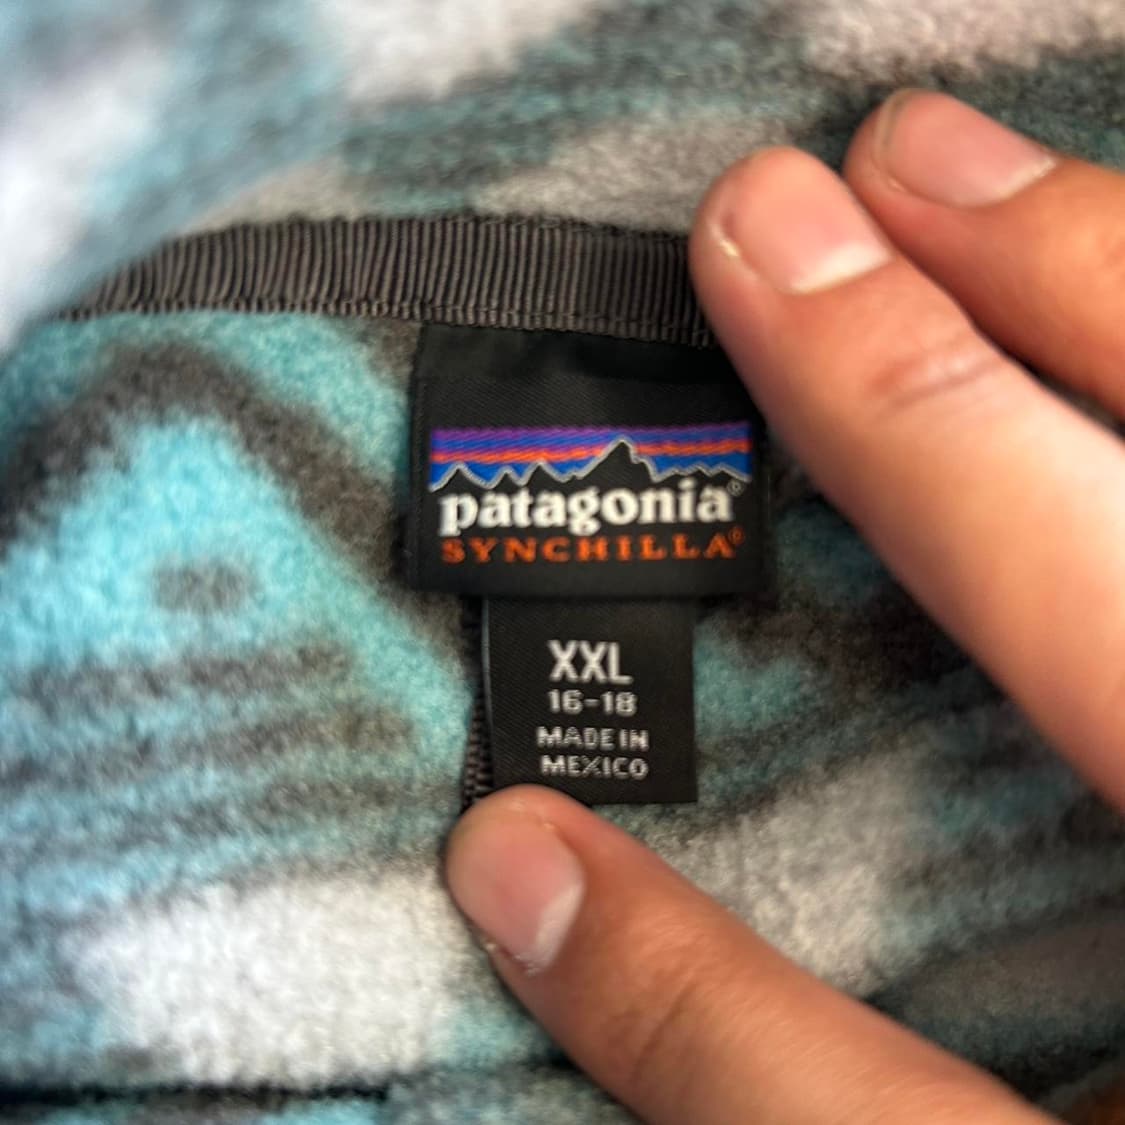 patagonia®
SYNCHILLA®
XXL
16-18
MADE IN
MEXICO